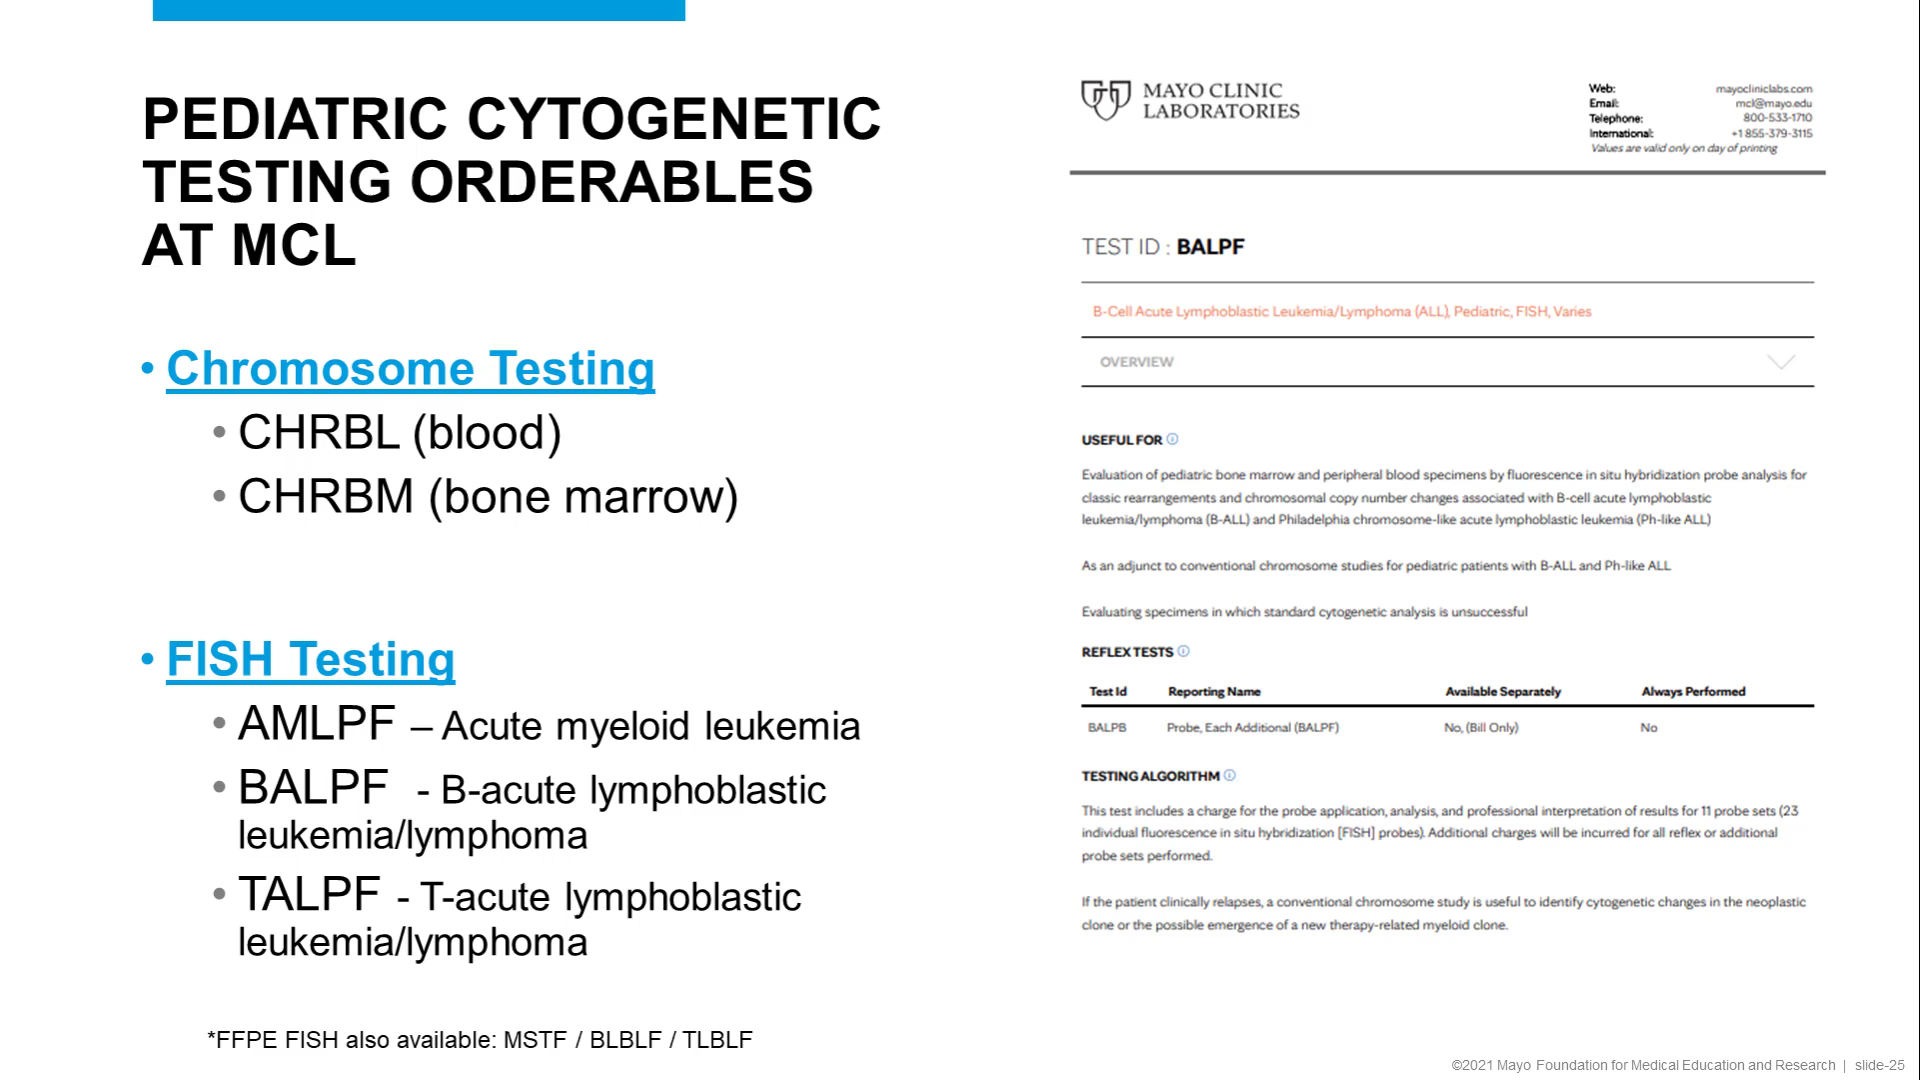 PEDIATRIC CYTOGENETIC
TESTING ORDERABLES
AT MCL
• Chromosome Testing
• CHRBL (blood)
• CHRBM (bone marrow)
• FISH Testing
• AMLPF – Acute myeloid leukemia
• BALPF - B-acute lymphoblastic
leukemia/lymphoma
• TALPF - T-acute lymphoblastic
leukemia/lymphoma
*FFPE FISH also available: MSTF / BLBLF / TLBLF
MAYO CLINIC
LABORATORIES
Web: mayocliniclabs.com
Email: mcl@mayo.edu
Telephone: 800-533-1710
International: +1 855-379-3115
Values are valid only on day of printing
TEST ID : BALPF
B-Cell Acute Lymphoblastic Leukemia/Lymphoma (ALL), Pediatric, FISH, Varies
OVERVIEW
USEFUL FOR
Evaluation of pediatric bone marrow and peripheral blood specimens by fluorescence in situ hybridization probe analysis for
classic rearrangements and chromosomal copy number changes associated with B-cell acute lymphoblastic
leukemia/lymphoma (B-ALL) and Philadelphia chromosome-like acute lymphoblastic leukemia (Ph-like ALL)
As an adjunct to conventional chromosome studies for pediatric patients with B-ALL and Ph-like ALL
Evaluating specimens in which standard cytogenetic analysis is unsuccessful
REFLEX TESTS
Test Id Reporting Name Available Separately Always Performed
BALPB Probe, Each Additional (BALPF) No, (Bill Only) No
TESTING ALGORITHM
This test includes a charge for the probe application, analysis, and professional interpretation of results for 11 probe sets (23
individual fluorescence in situ hybridization [FISH] probes). Additional charges will be incurred for all reflex or additional
probe sets performed.
If the patient clinically relapses, a conventional chromosome study is useful to identify cytogenetic changes in the neoplastic
clone or the possible emergence of a new therapy-related myeloid clone.
©2021 Mayo Foundation for Medical Education and Research | slide-25